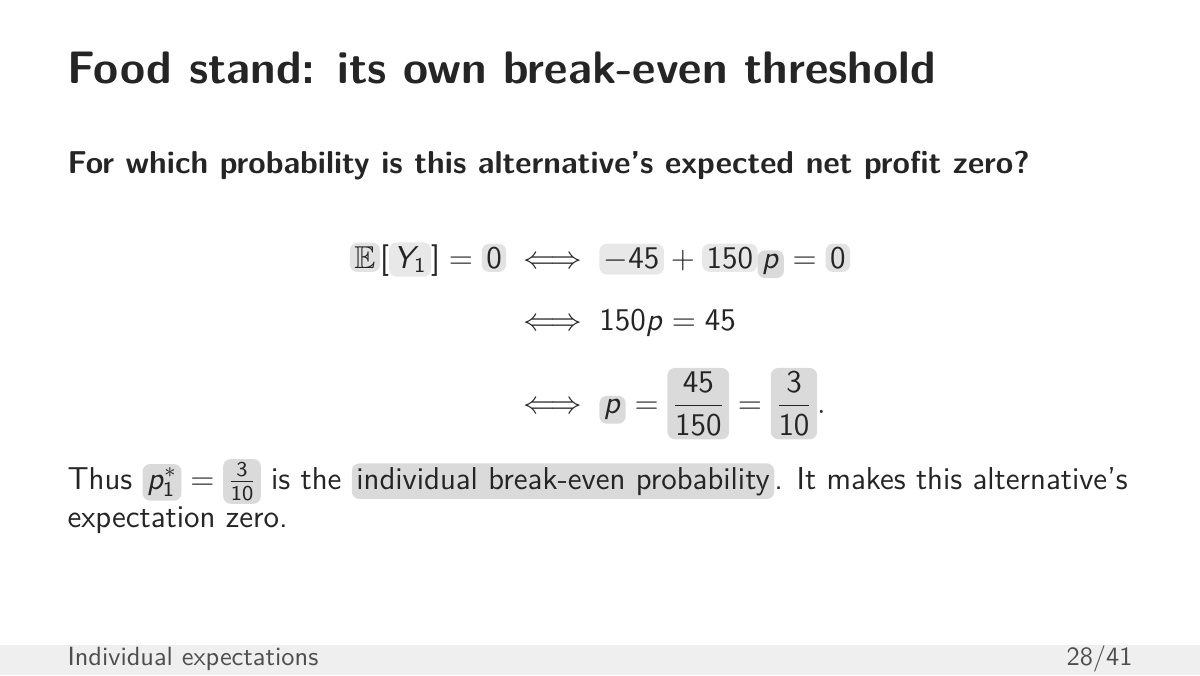 Food stand: its own break-even threshold
For which probability is this alternative's expected net profit zero?
𝔼[Y₁] = 0 ⟺ −45 + 150p = 0
⟺ 150p = 45
⟺ p = 45/150 = 3/10.
Thus p₁* = 3/10 is the individual break-even probability. It makes this alternative's
expectation zero.
Individual expectations 28/41